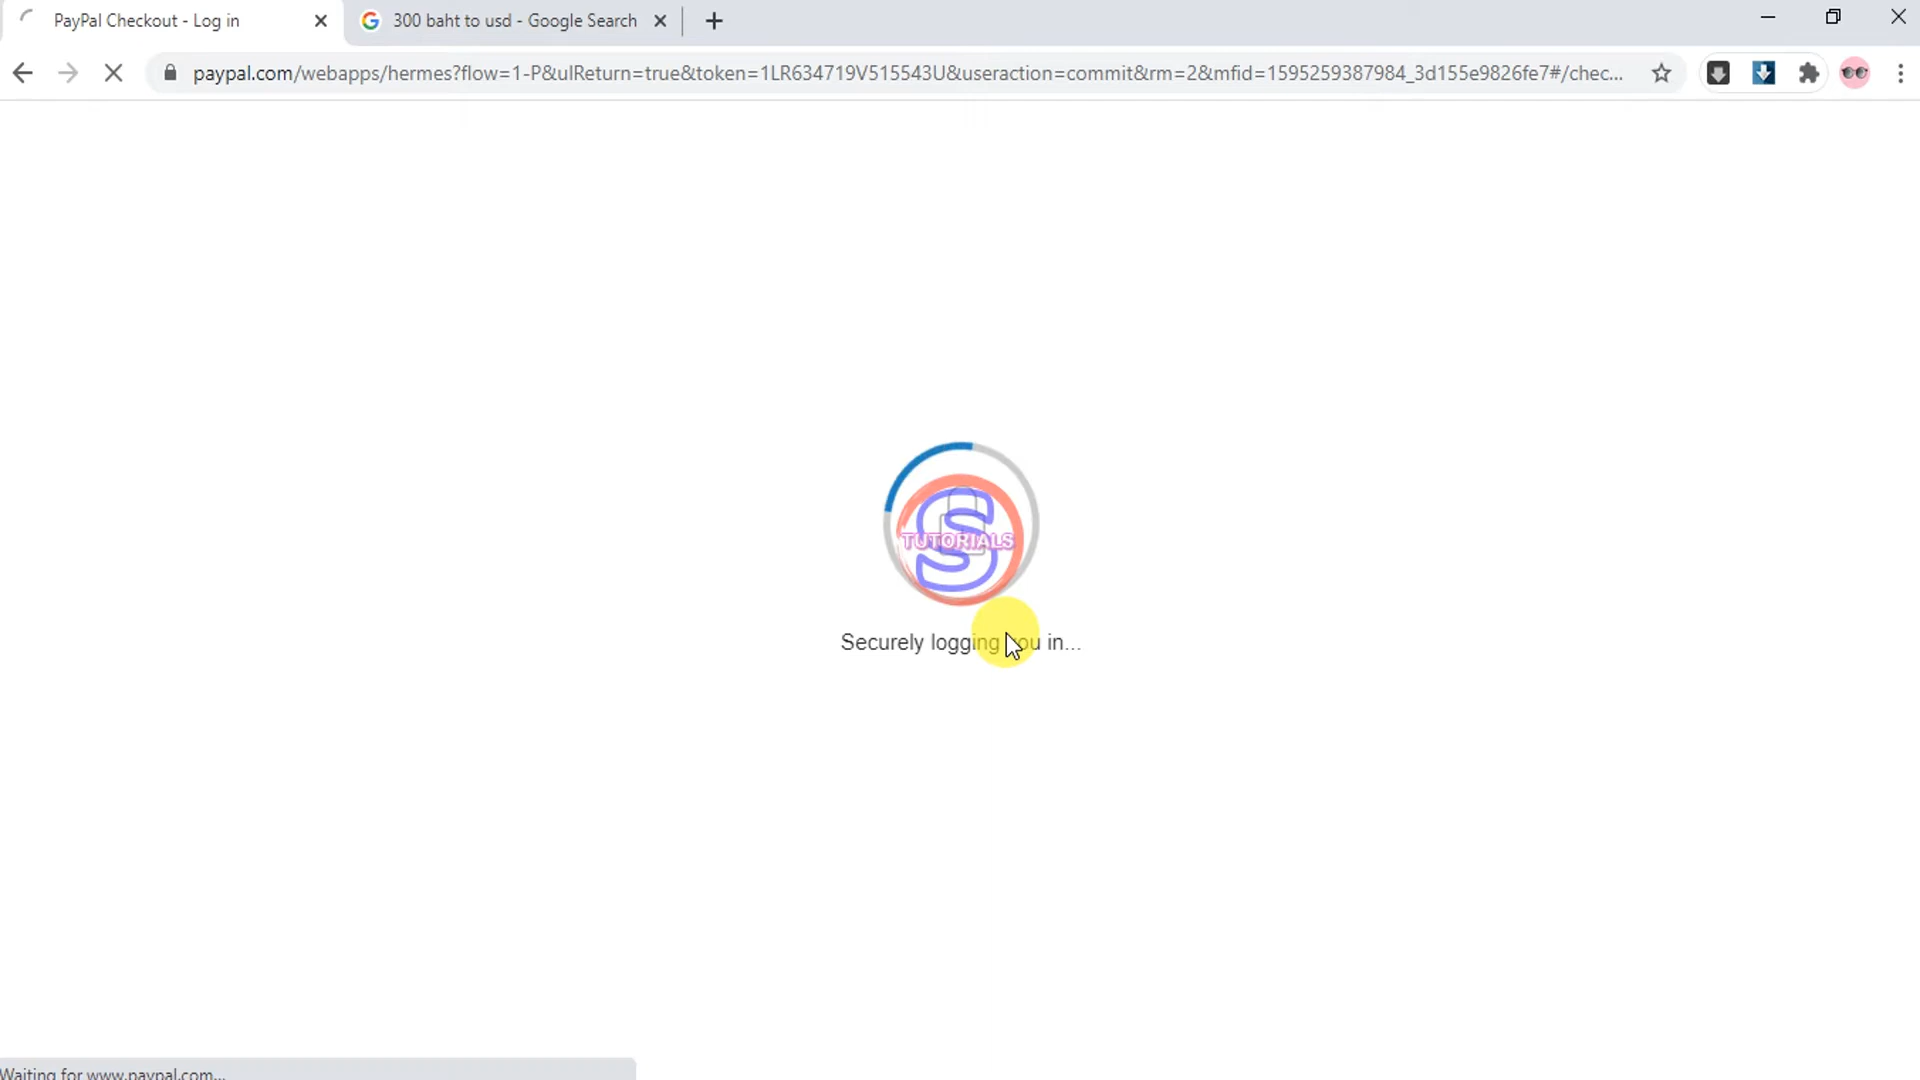 PayPal Checkout - Log in
300 baht to usd - Google Search
paypal.com/webapps/hermes?flow=1-P&ulReturn=true&token=1LR634719V515543U&useraction=commit&rm=2&mfid=1595259387984_3d155e9826fe7#/chec...
S
TUTORIALS
Securely logging you in...
Waiting for www.paypal.com...